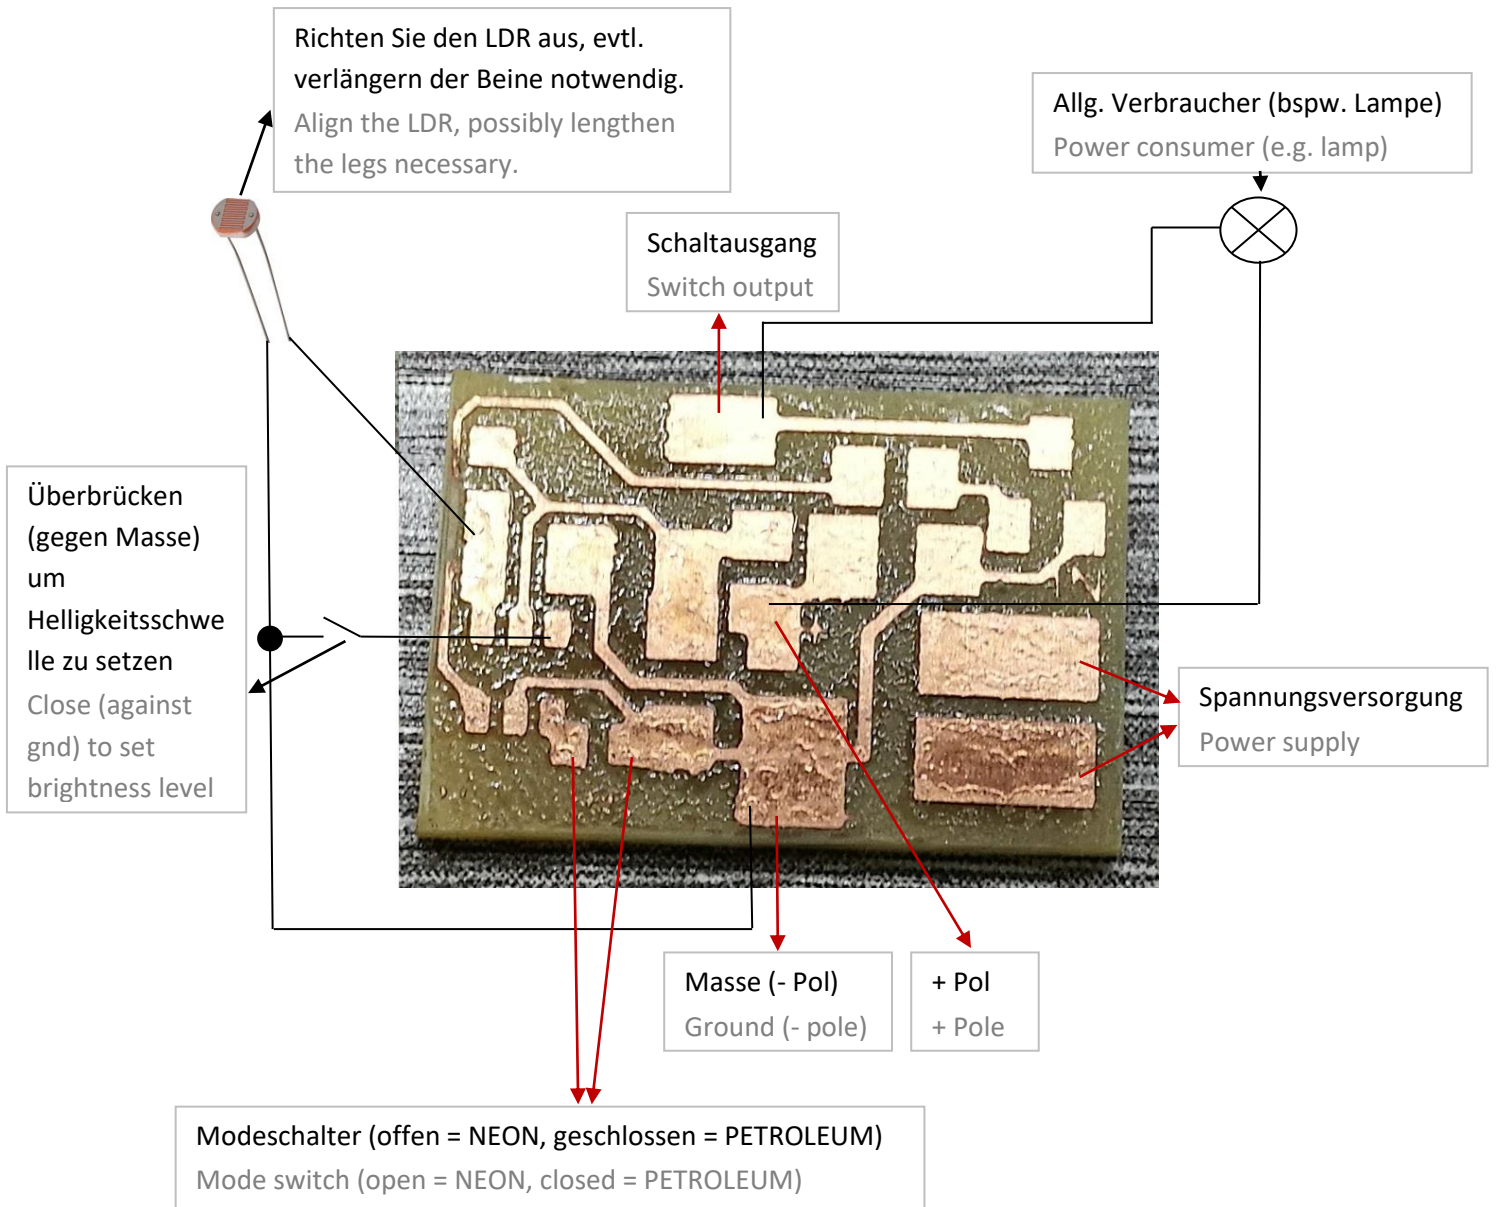 Richten Sie den LDR aus, evtl.
verlängern der Beine notwendig.
Align the LDR, possibly lengthen
the legs necessary.
Allg. Verbraucher (bspw. Lampe)
Power consumer (e.g. lamp)
Schaltausgang
Switch output
Überbrücken
(gegen Masse)
um
Helligkeitsschwe
lle zu setzen
Close (against
gnd) to set
brightness level
Spannungsversorgung
Power supply
Masse (- Pol)
Ground (- pole)
+ Pol
+ Pole
Modeschalter (offen = NEON, geschlossen = PETROLEUM)
Mode switch (open = NEON, closed = PETROLEUM)